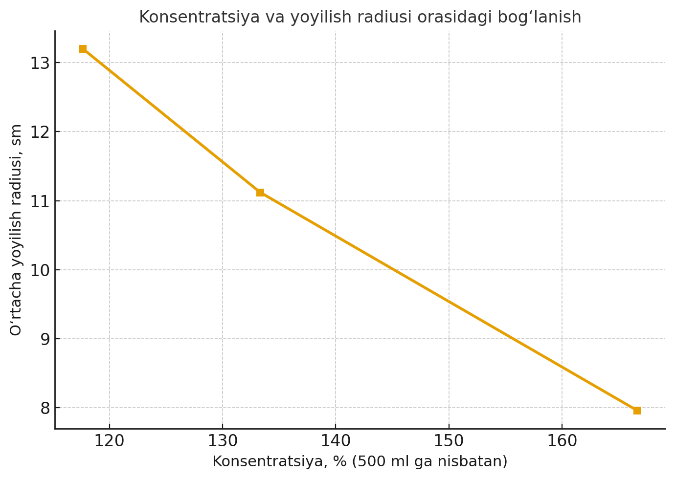 Konsentratsiya va yoyilish radiusi orasidagi bog‘lanish
13
12
11
10
9
8
O‘rtacha yoyilish radiusi, sm
120 130 140 150 160
Konsentratsiya, % (500 ml ga nisbatan)